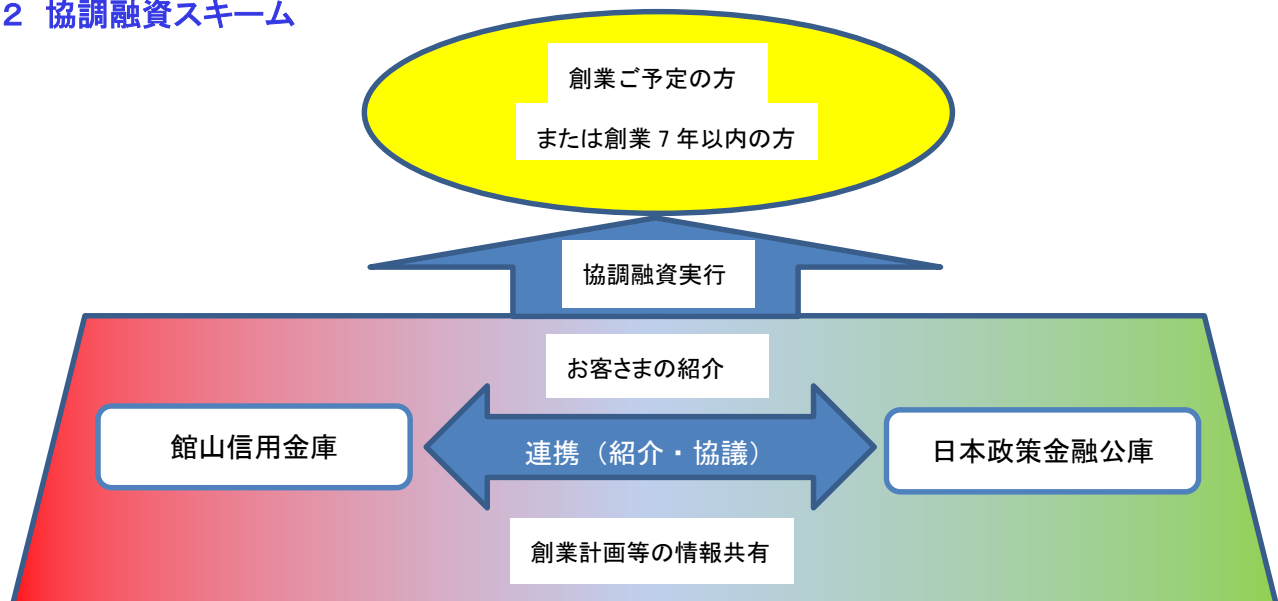 ２ 協調融資スキーム
創業ご予定の方
または創業７年以内の方
協調融資実行
お客さまの紹介
館山信用金庫
連携（紹介・協議）
日本政策金融公庫
創業計画等の情報共有